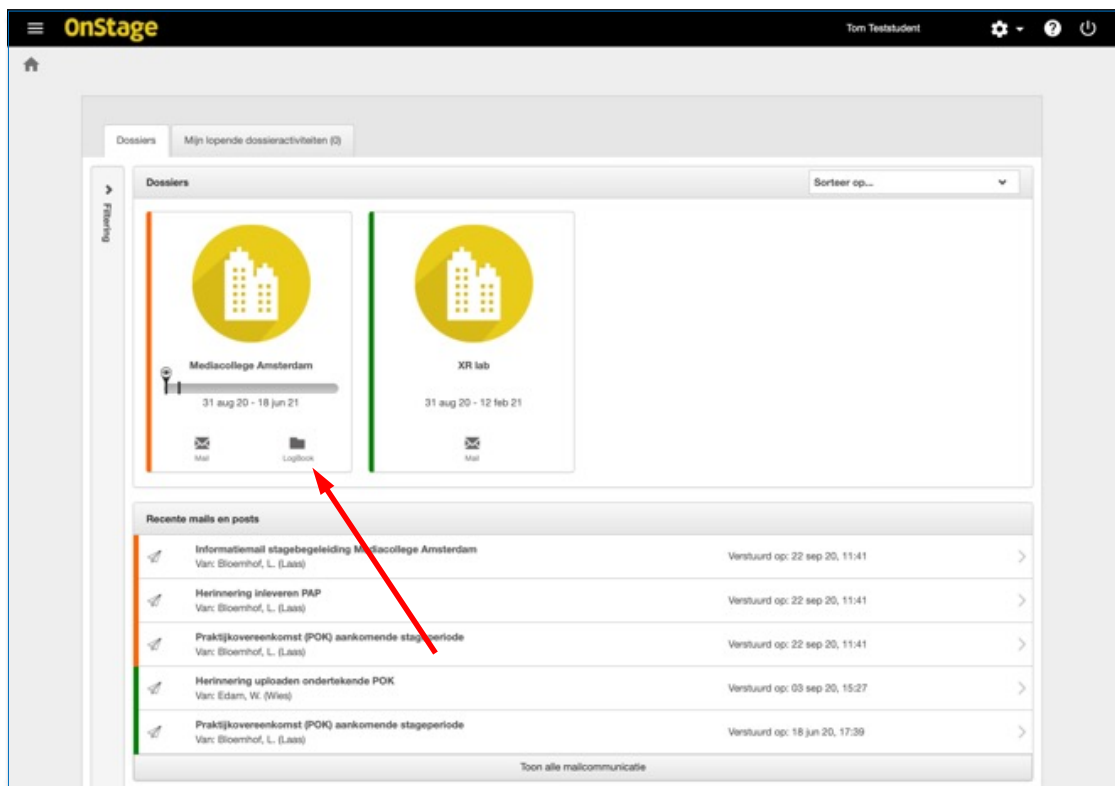 OnStage
Tom Teststudent
Dossiers
Mijn lopende dossieractiviteiten (0)
Filtering
Dossiers
Sorteer op...
Mediacollege Amsterdam
31 aug 20 - 18 jun 21
Mail
LogBook
XR lab
31 aug 20 - 12 feb 21
Mail
Recente mails en posts
Informatiemail stagebegeleiding Mediacollege Amsterdam
Van: Bloemhof, L. (Laas)
Verstuurd op: 22 sep 20, 11:41
Herinnering inleveren PAP
Van: Bloemhof, L. (Laas)
Verstuurd op: 22 sep 20, 11:41
Praktijkovereenkomst (POK) aankomende stageperiode
Van: Bloemhof, L. (Laas)
Verstuurd op: 22 sep 20, 11:41
Herinnering uploaden ondertekende POK
Van: Edam, W. (Wies)
Verstuurd op: 03 sep 20, 15:27
Praktijkovereenkomst (POK) aankomende stageperiode
Van: Bloemhof, L. (Laas)
Verstuurd op: 18 jun 20, 17:39
Toon alle mailcommunicatie